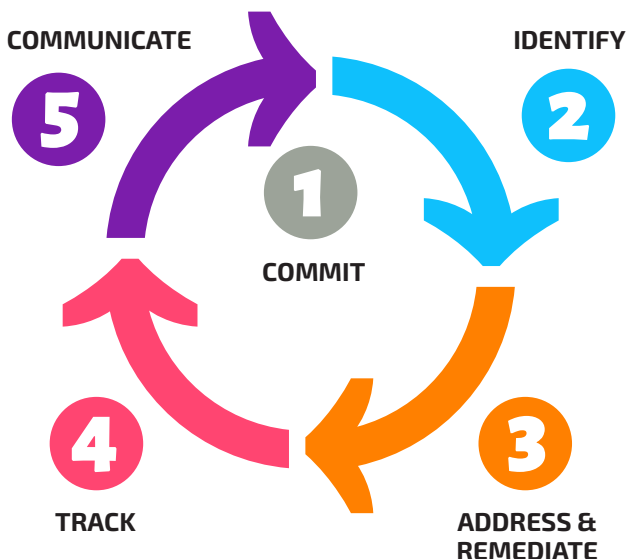 COMMUNICATE
5
IDENTIFY
2
1
COMMIT
4
TRACK
3
ADDRESS &
REMEDIATE